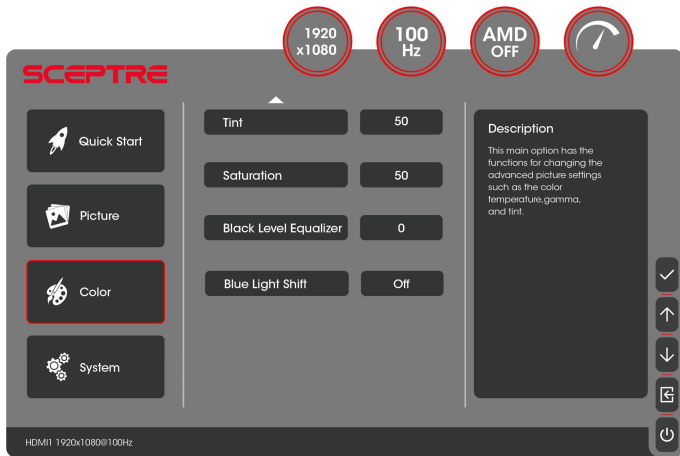 1920
x1080
100
Hz
AMD
OFF
SCEPTRE
Quick Start
Picture
Color
System
Tint
50
Saturation
50
Black Level Equalizer
0
Blue Light Shift
Off
Description
This main option has the
functions for changing the
advanced picture settings
such as the color
temperature,gamma,
and tint.
HDMI1 1920x1080@100Hz